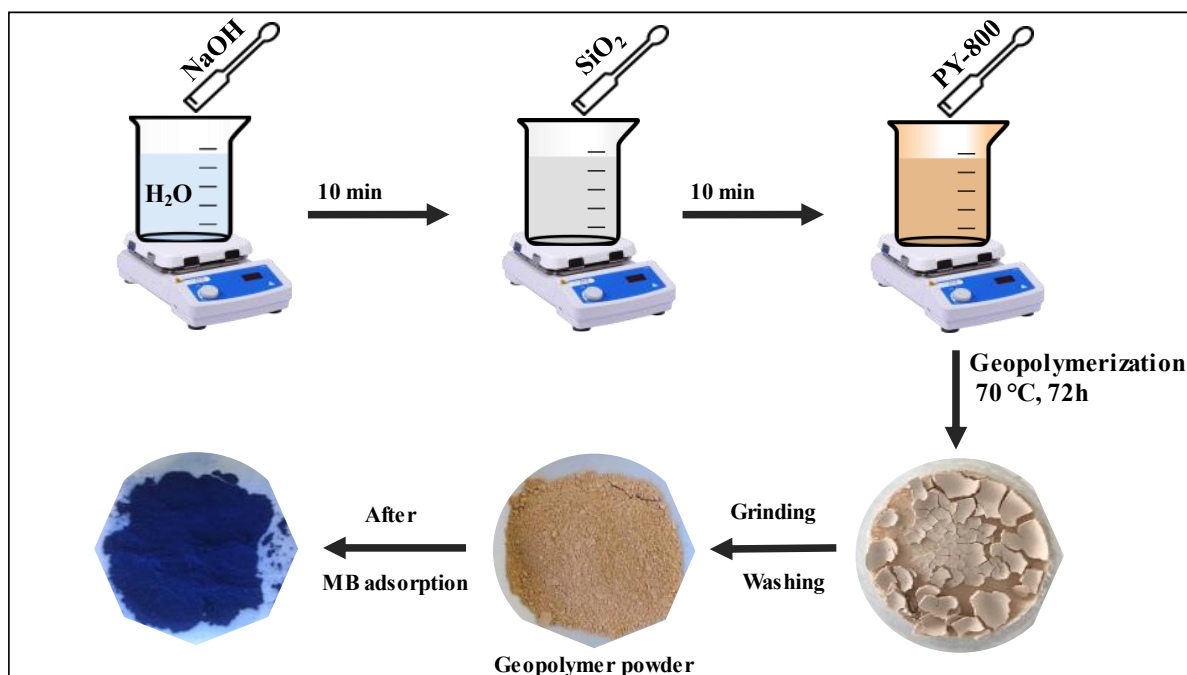 NaOH
SiO₂
PY-800
H₂O
10 min
10 min
Geopolymerization
70 °C, 72h
After
MB adsorption
Grinding
Washing
Geopolymer powder